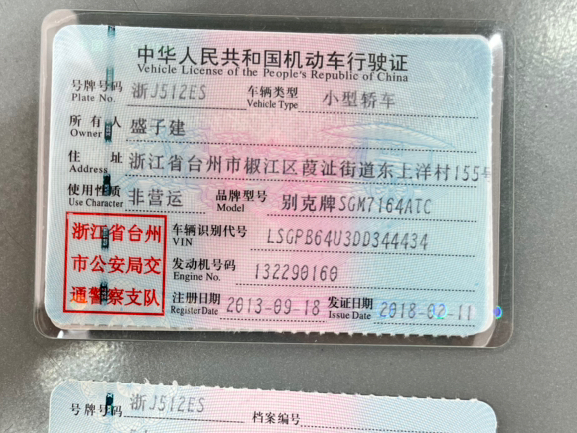 中华人民共和国机动车行驶证
Vehicle License of the People's Republic of China
号牌号码 浙J512ES 车辆类型 小型轿车
Plate No. Vehicle Type
所有人 盛子建
Owner
住址 浙江省台州市椒江区葭沚街道东上洋村155号
Address
使用性质 非营运 品牌型号 别克牌SGM7164ATC
Use Character Model
浙江省台州 车辆识别代号 LSGPB64U3DD344434
VIN
市公安局交 发动机号码 132290160
Engine No.
通警察支队 注册日期 2013-09-18 发证日期 2018-02-11
Register Date Issue Date
号牌号码 浙J512ES 档案编号